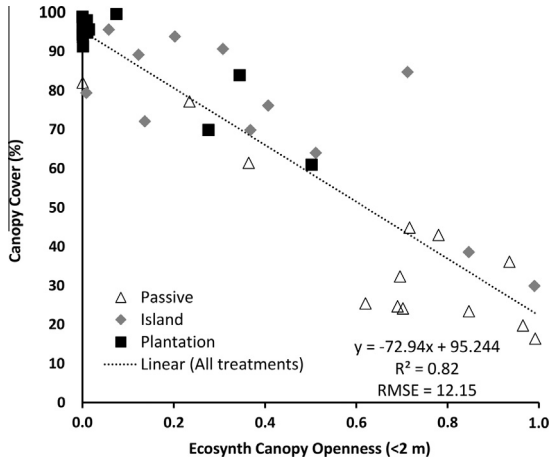 100
90
80
70
60
50
40
30
20
10
0
Canopy Cover (%)
Passive
Island
Plantation
Linear (All treatments)
y = -72.94x + 95.244
R² = 0.82
RMSE = 12.15
0.0 0.2 0.4 0.6 0.8 1.0
Ecosynth Canopy Openness (<2 m)